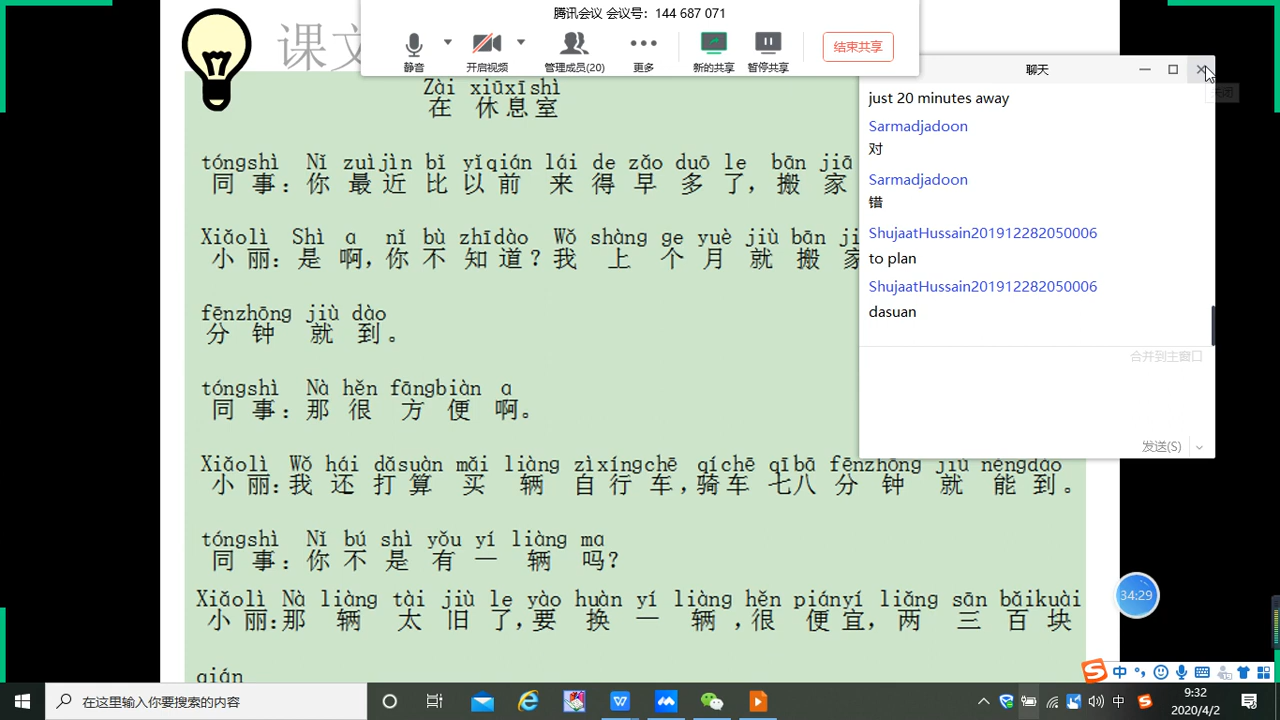 腾讯会议 会议号：144 687 071
静音
开启视频
管理成员(20)
更多
新的共享
暂停共享
结束共享
课文
Zài xiūxīshì
在 休息室
tóngshì Nǐ zuìjìn bǐ yǐqián lái de zǎo duō le bān jiā
同 事：你 最近 比 以前 来 得 早 多 了，搬 家
Xiǎolì Shì a nǐ bù zhīdào Wǒ shàng ge yuè jiù bān
小 丽：是 啊，你 不 知道？我 上 个 月 就 搬
fēnzhōng jiù dào
分 钟 就 到。
tóngshì Nà hěn fāngbiàn a
同 事：那 很 方 便 啊。
Xiǎolì Wǒ hái dǎsuàn mǎi liàng zìxíngchē qíchē qībā fēnzhōng jiù néngdào
小 丽：我 还 打 算 买 辆 自 行 车，骑车 七八 分 钟 就 能 到。
tóngshì Nǐ bú shì yǒu yí liàng ma
同 事：你 不 是 有 一 辆 吗？
Xiǎolì Nà liàng tài jiù le yào huàn yí liàng hěn piányí liǎng sān bǎikuài
小 丽：那 辆 太 旧 了，要 换 一 辆 ，很 便 宜，两 三 百 块
qián
聊天
关闭
just 20 minutes away
Sarmadjadoon
对
Sarmadjadoon
错
ShujaatHussain201912282050006
to plan
ShujaatHussain201912282050006
dasuan
合并到主窗口
发送(S)
34:29
中
在这里输入你要搜索的内容
中
9:32
2020/4/2